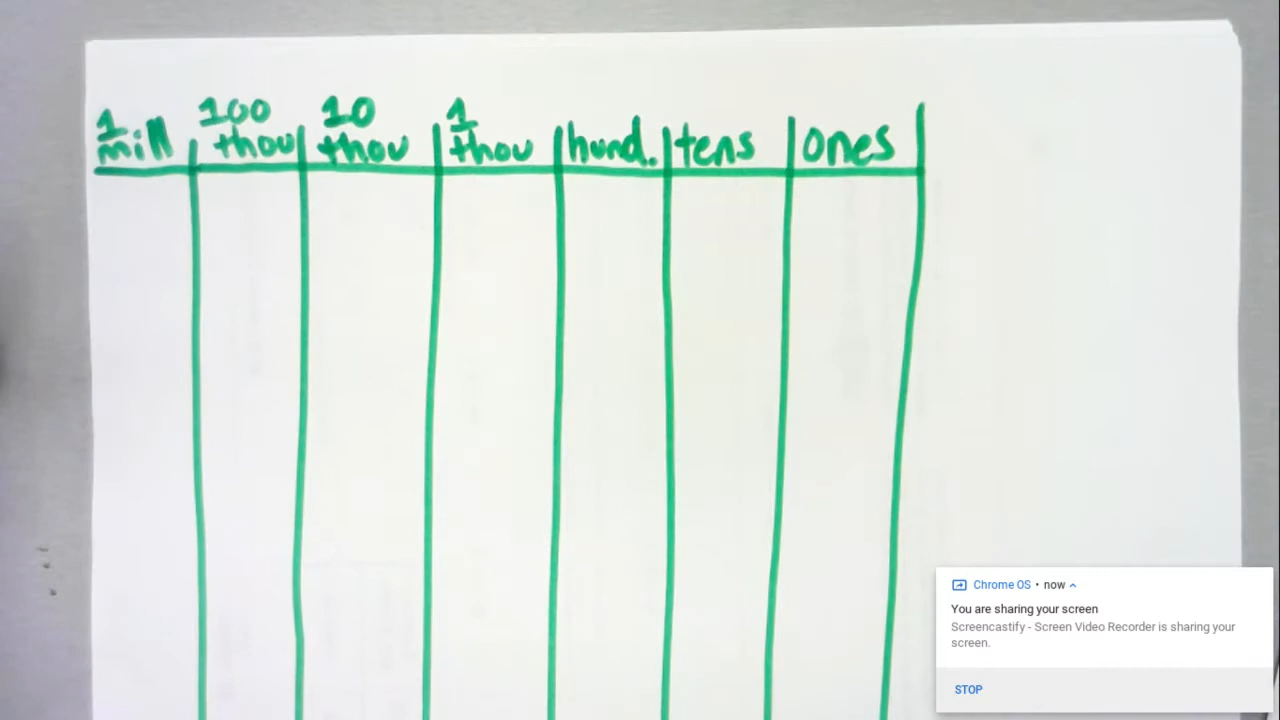 1 mill 100 thou 10 thou 1 thou hund. tens ones
Chrome OS • now
You are sharing your screen
Screencastify - Screen Video Recorder is sharing your
screen.
STOP